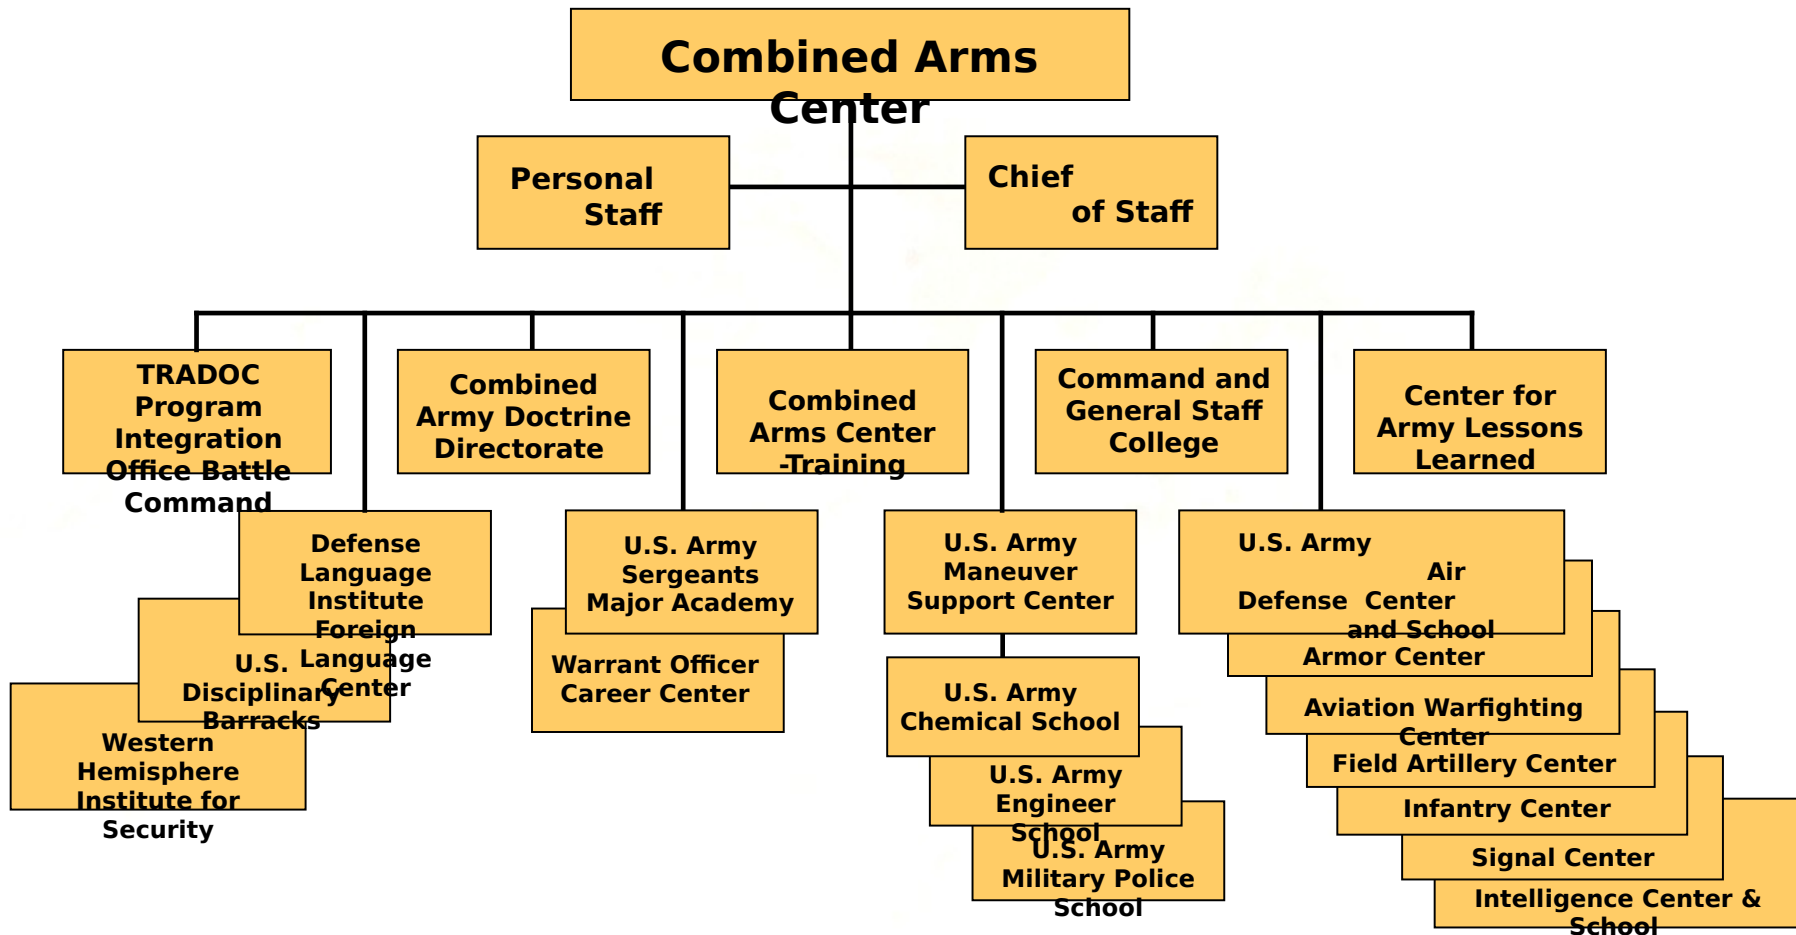 Combined Arms
Center
Personal
Staff
Chief
of Staff
TRADOC
Program
Integration
Office Battle
Command
Combined
Army Doctrine
Directorate
Combined
Arms Center
-Training
Command and
General Staff
College
Center for
Army Lessons
Learned
Defense
Language
Institute
Foreign
Language
Center
U.S.
Disciplinary
Barracks
Western
Hemisphere
Institute for
Security
U.S. Army
Sergeants
Major Academy
Warrant Officer
Career Center
U.S. Army
Maneuver
Support Center
U.S. Army
Chemical School
U.S. Army
Engineer
School
U.S. Army
Military Police
School
U.S. Army
Air
Defense Center
and School
Armor Center
Aviation Warfighting
Center
Field Artillery Center
Infantry Center
Signal Center
Intelligence Center &
School